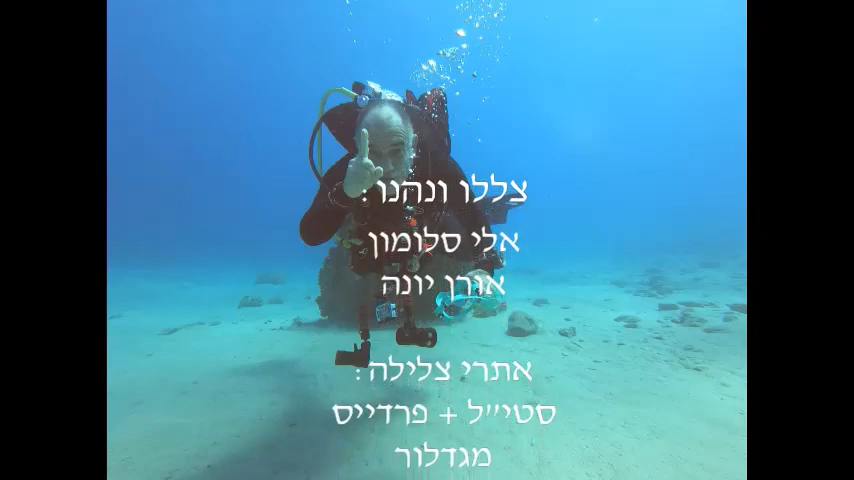 צללו ונהנו:
אלי סלומון
אורן יונה
אתרי צלילה:
סטי"ל + פרדייס
מגדלור